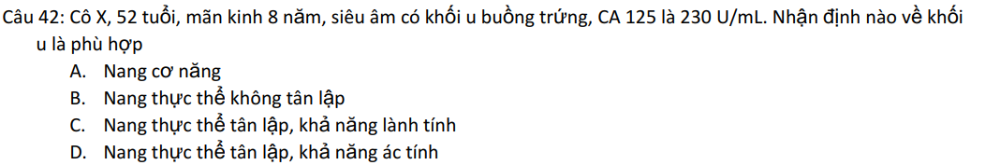 Câu 42: Cô X, 52 tuổi, mãn kinh 8 năm, siêu âm có khối u buồng trứng, CA 125 là 230 U/mL. Nhận định nào về khối
u là phù hợp
A. Nang cơ năng
B. Nang thực thể không tân lập
C. Nang thực thể tân lập, khả năng lành tính
D. Nang thực thể tân lập, khả năng ác tính